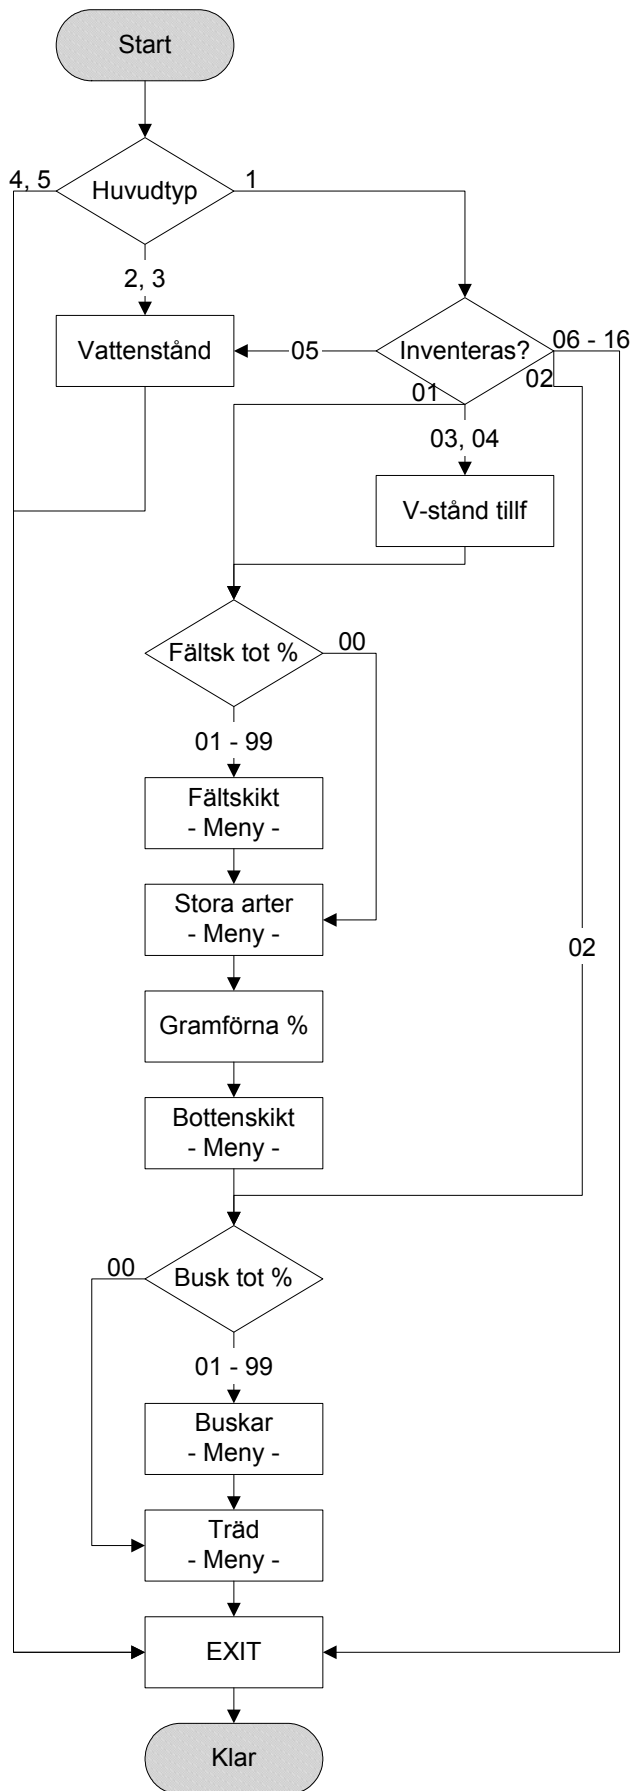 Start
4, 5
Huvudtyp
1
2, 3
Vattenstånd
05
Inventeras?
06 - 16
02
01
03, 04
V-stånd tillf
Fältsk tot %
00
01 - 99
Fältskikt
- Meny -
Stora arter
- Meny -
02
Gramförna %
Bottenskikt
- Meny -
00
Busk tot %
01 - 99
Buskar
- Meny -
Träd
- Meny -
EXIT
Klar